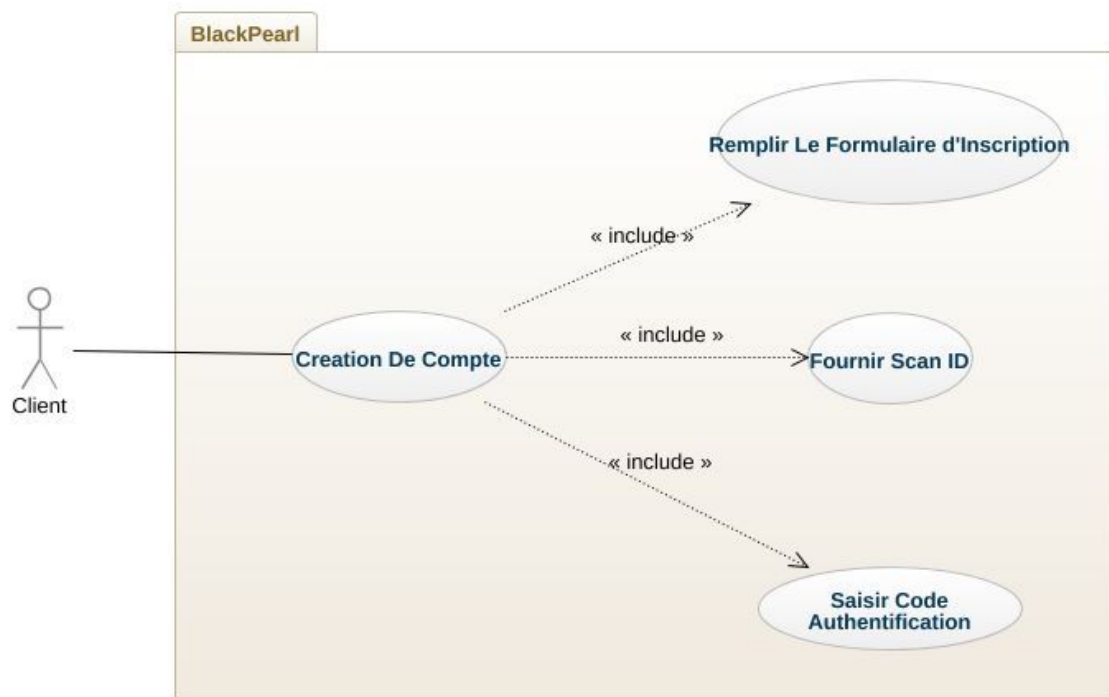 BlackPearl
Remplir Le Formulaire d'Inscription
« include »
« include »
Creation De Compte
Fournir Scan ID
Client
« include »
Saisir Code
Authentification